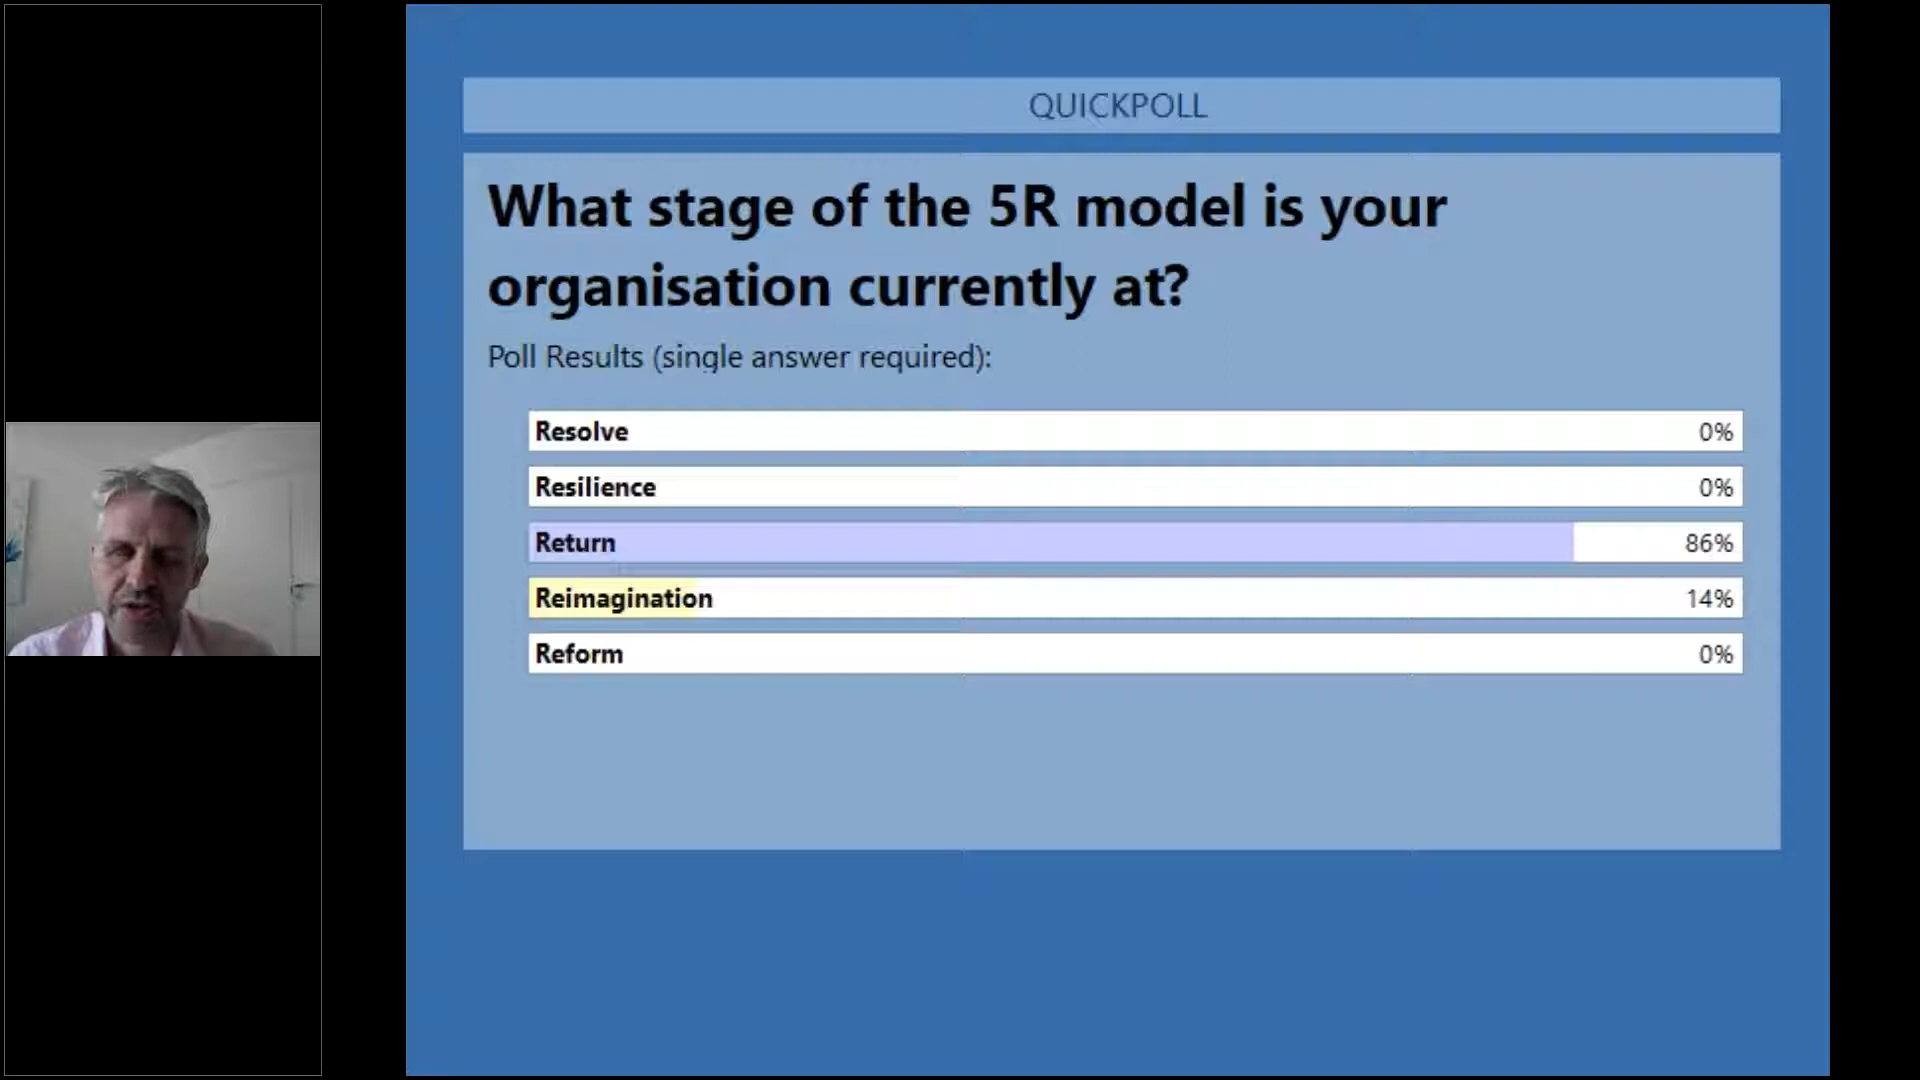 QUICKPOLL
What stage of the 5R model is your
organisation currently at?
Poll Results (single answer required):
Resolve 0%
Resilience 0%
Return 86%
Reimagination 14%
Reform 0%